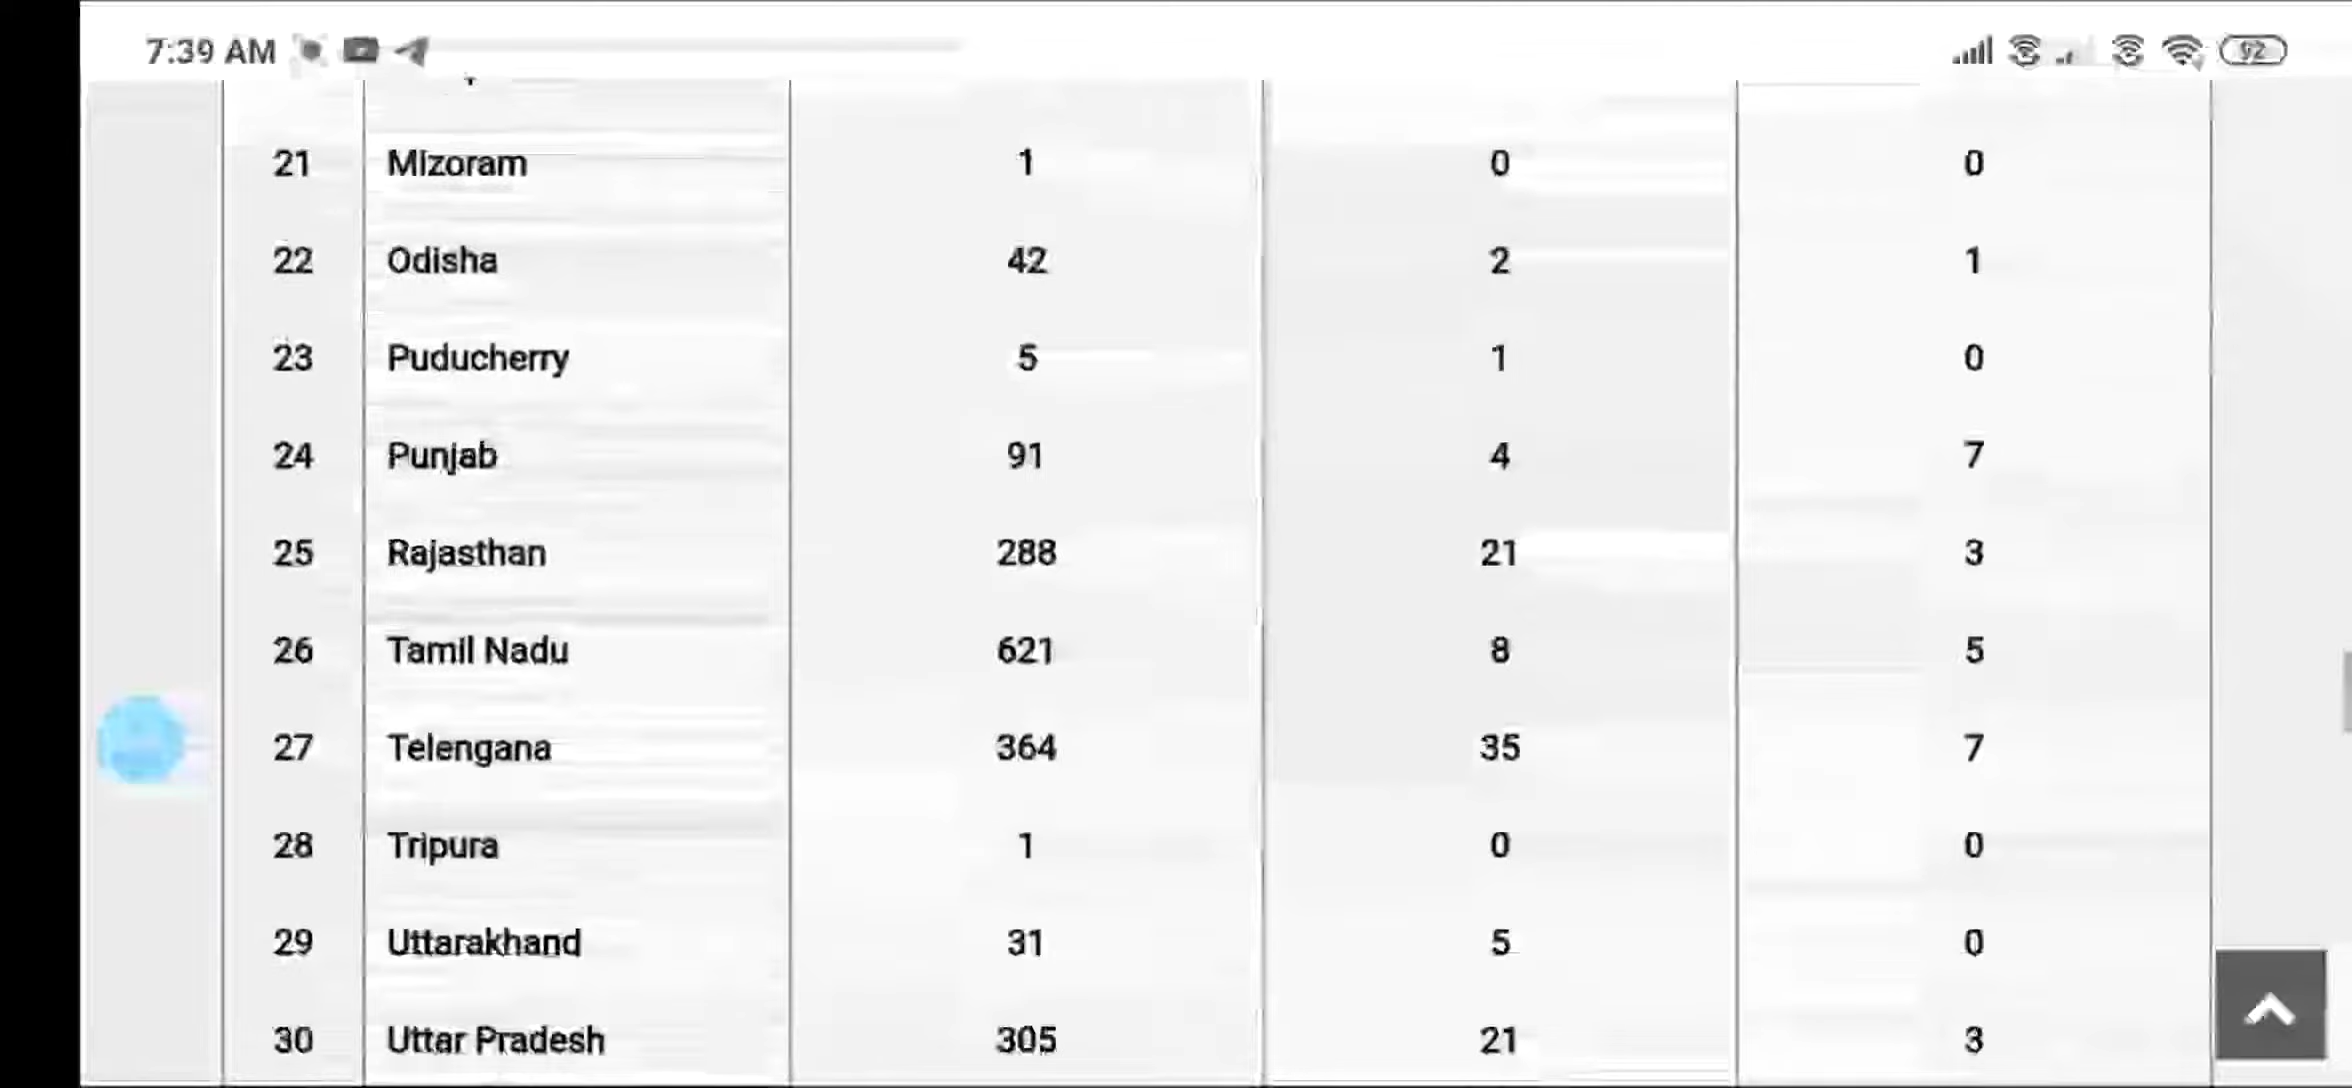 7:39 AM 92
21 Mizoram 1 0 0
22 Odisha 42 2 1
23 Puducherry 5 1 0
24 Punjab 91 4 7
25 Rajasthan 288 21 3
26 Tamil Nadu 621 8 5
27 Telengana 364 35 7
28 Tripura 1 0 0
29 Uttarakhand 31 5 0
30 Uttar Pradesh 305 21 3